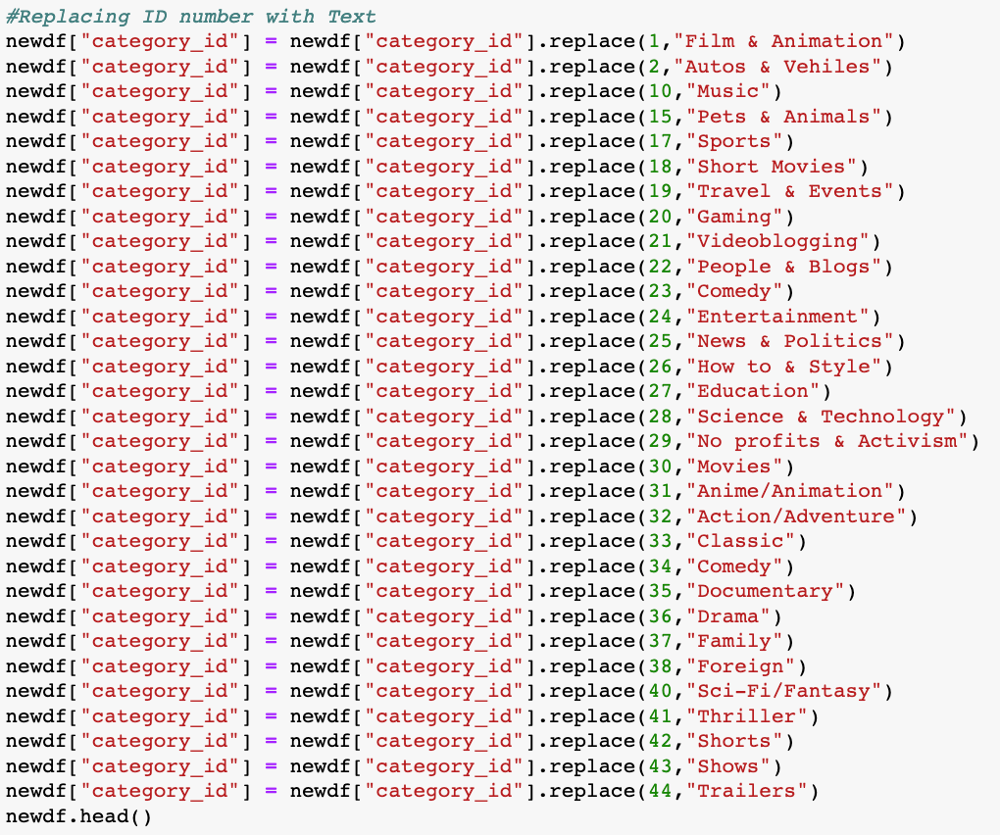 #Replacing ID number with Text
newdf["category_id"] = newdf["category_id"].replace(1,"Film & Animation")
newdf["category_id"] = newdf["category_id"].replace(2,"Autos & Vehiles")
newdf["category_id"] = newdf["category_id"].replace(10,"Music")
newdf["category_id"] = newdf["category_id"].replace(15,"Pets & Animals")
newdf["category_id"] = newdf["category_id"].replace(17,"Sports")
newdf["category_id"] = newdf["category_id"].replace(18,"Short Movies")
newdf["category_id"] = newdf["category_id"].replace(19,"Travel & Events")
newdf["category_id"] = newdf["category_id"].replace(20,"Gaming")
newdf["category_id"] = newdf["category_id"].replace(21,"Videoblogging")
newdf["category_id"] = newdf["category_id"].replace(22,"People & Blogs")
newdf["category_id"] = newdf["category_id"].replace(23,"Comedy")
newdf["category_id"] = newdf["category_id"].replace(24,"Entertainment")
newdf["category_id"] = newdf["category_id"].replace(25,"News & Politics")
newdf["category_id"] = newdf["category_id"].replace(26,"How to & Style")
newdf["category_id"] = newdf["category_id"].replace(27,"Education")
newdf["category_id"] = newdf["category_id"].replace(28,"Science & Technology")
newdf["category_id"] = newdf["category_id"].replace(29,"No profits & Activism")
newdf["category_id"] = newdf["category_id"].replace(30,"Movies")
newdf["category_id"] = newdf["category_id"].replace(31,"Anime/Animation")
newdf["category_id"] = newdf["category_id"].replace(32,"Action/Adventure")
newdf["category_id"] = newdf["category_id"].replace(33,"Classic")
newdf["category_id"] = newdf["category_id"].replace(34,"Comedy")
newdf["category_id"] = newdf["category_id"].replace(35,"Documentary")
newdf["category_id"] = newdf["category_id"].replace(36,"Drama")
newdf["category_id"] = newdf["category_id"].replace(37,"Family")
newdf["category_id"] = newdf["category_id"].replace(38,"Foreign")
newdf["category_id"] = newdf["category_id"].replace(40,"Sci-Fi/Fantasy")
newdf["category_id"] = newdf["category_id"].replace(41,"Thriller")
newdf["category_id"] = newdf["category_id"].replace(42,"Shorts")
newdf["category_id"] = newdf["category_id"].replace(43,"Shows")
newdf["category_id"] = newdf["category_id"].replace(44,"Trailers")
newdf.head()